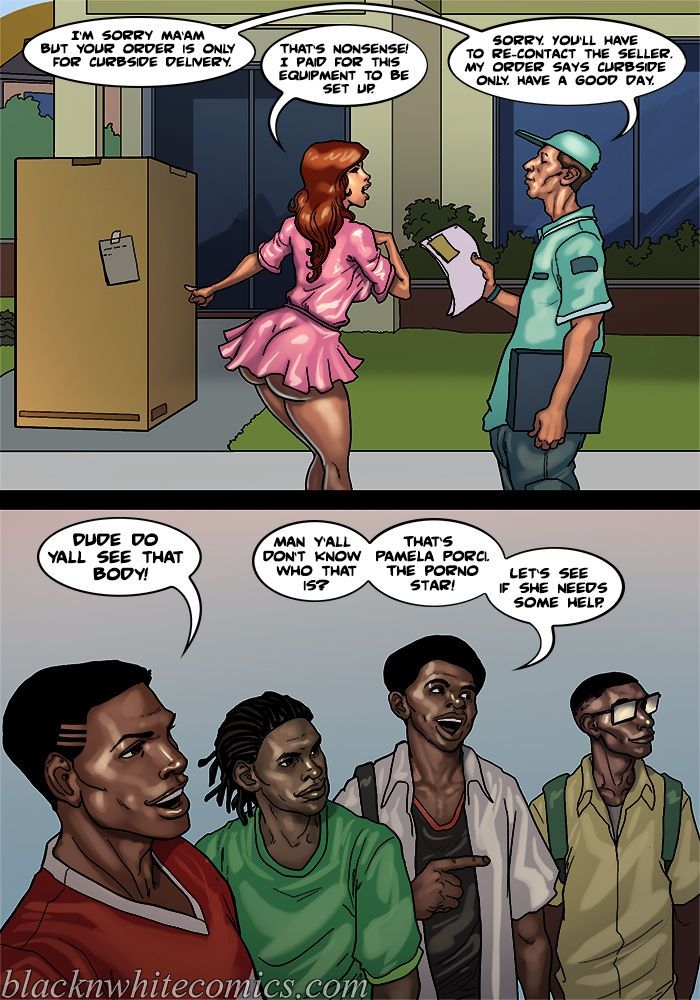 I'M SORRY MA'AM
BUT YOUR ORDER IS ONLY
FOR CURBSIDE DELIVERY.
THAT'S NONSENSE!
I PAID FOR THIS
EQUIPMENT TO BE
SET UP.
SORRY. YOU'LL HAVE
TO RE-CONTACT THE SELLER.
MY ORDER SAYS CURBSIDE
ONLY. HAVE A GOOD DAY.
DUDE DO
YALL SEE THAT
BODY!
MAN Y'ALL
DON'T KNOW
WHO THAT
IS?
THAT'S
PAMELA PORCI.
THE PORNO
STAR!
LET'S SEE
IF SHE NEEDS
SOME HELP.
blacknwhitecomics.com